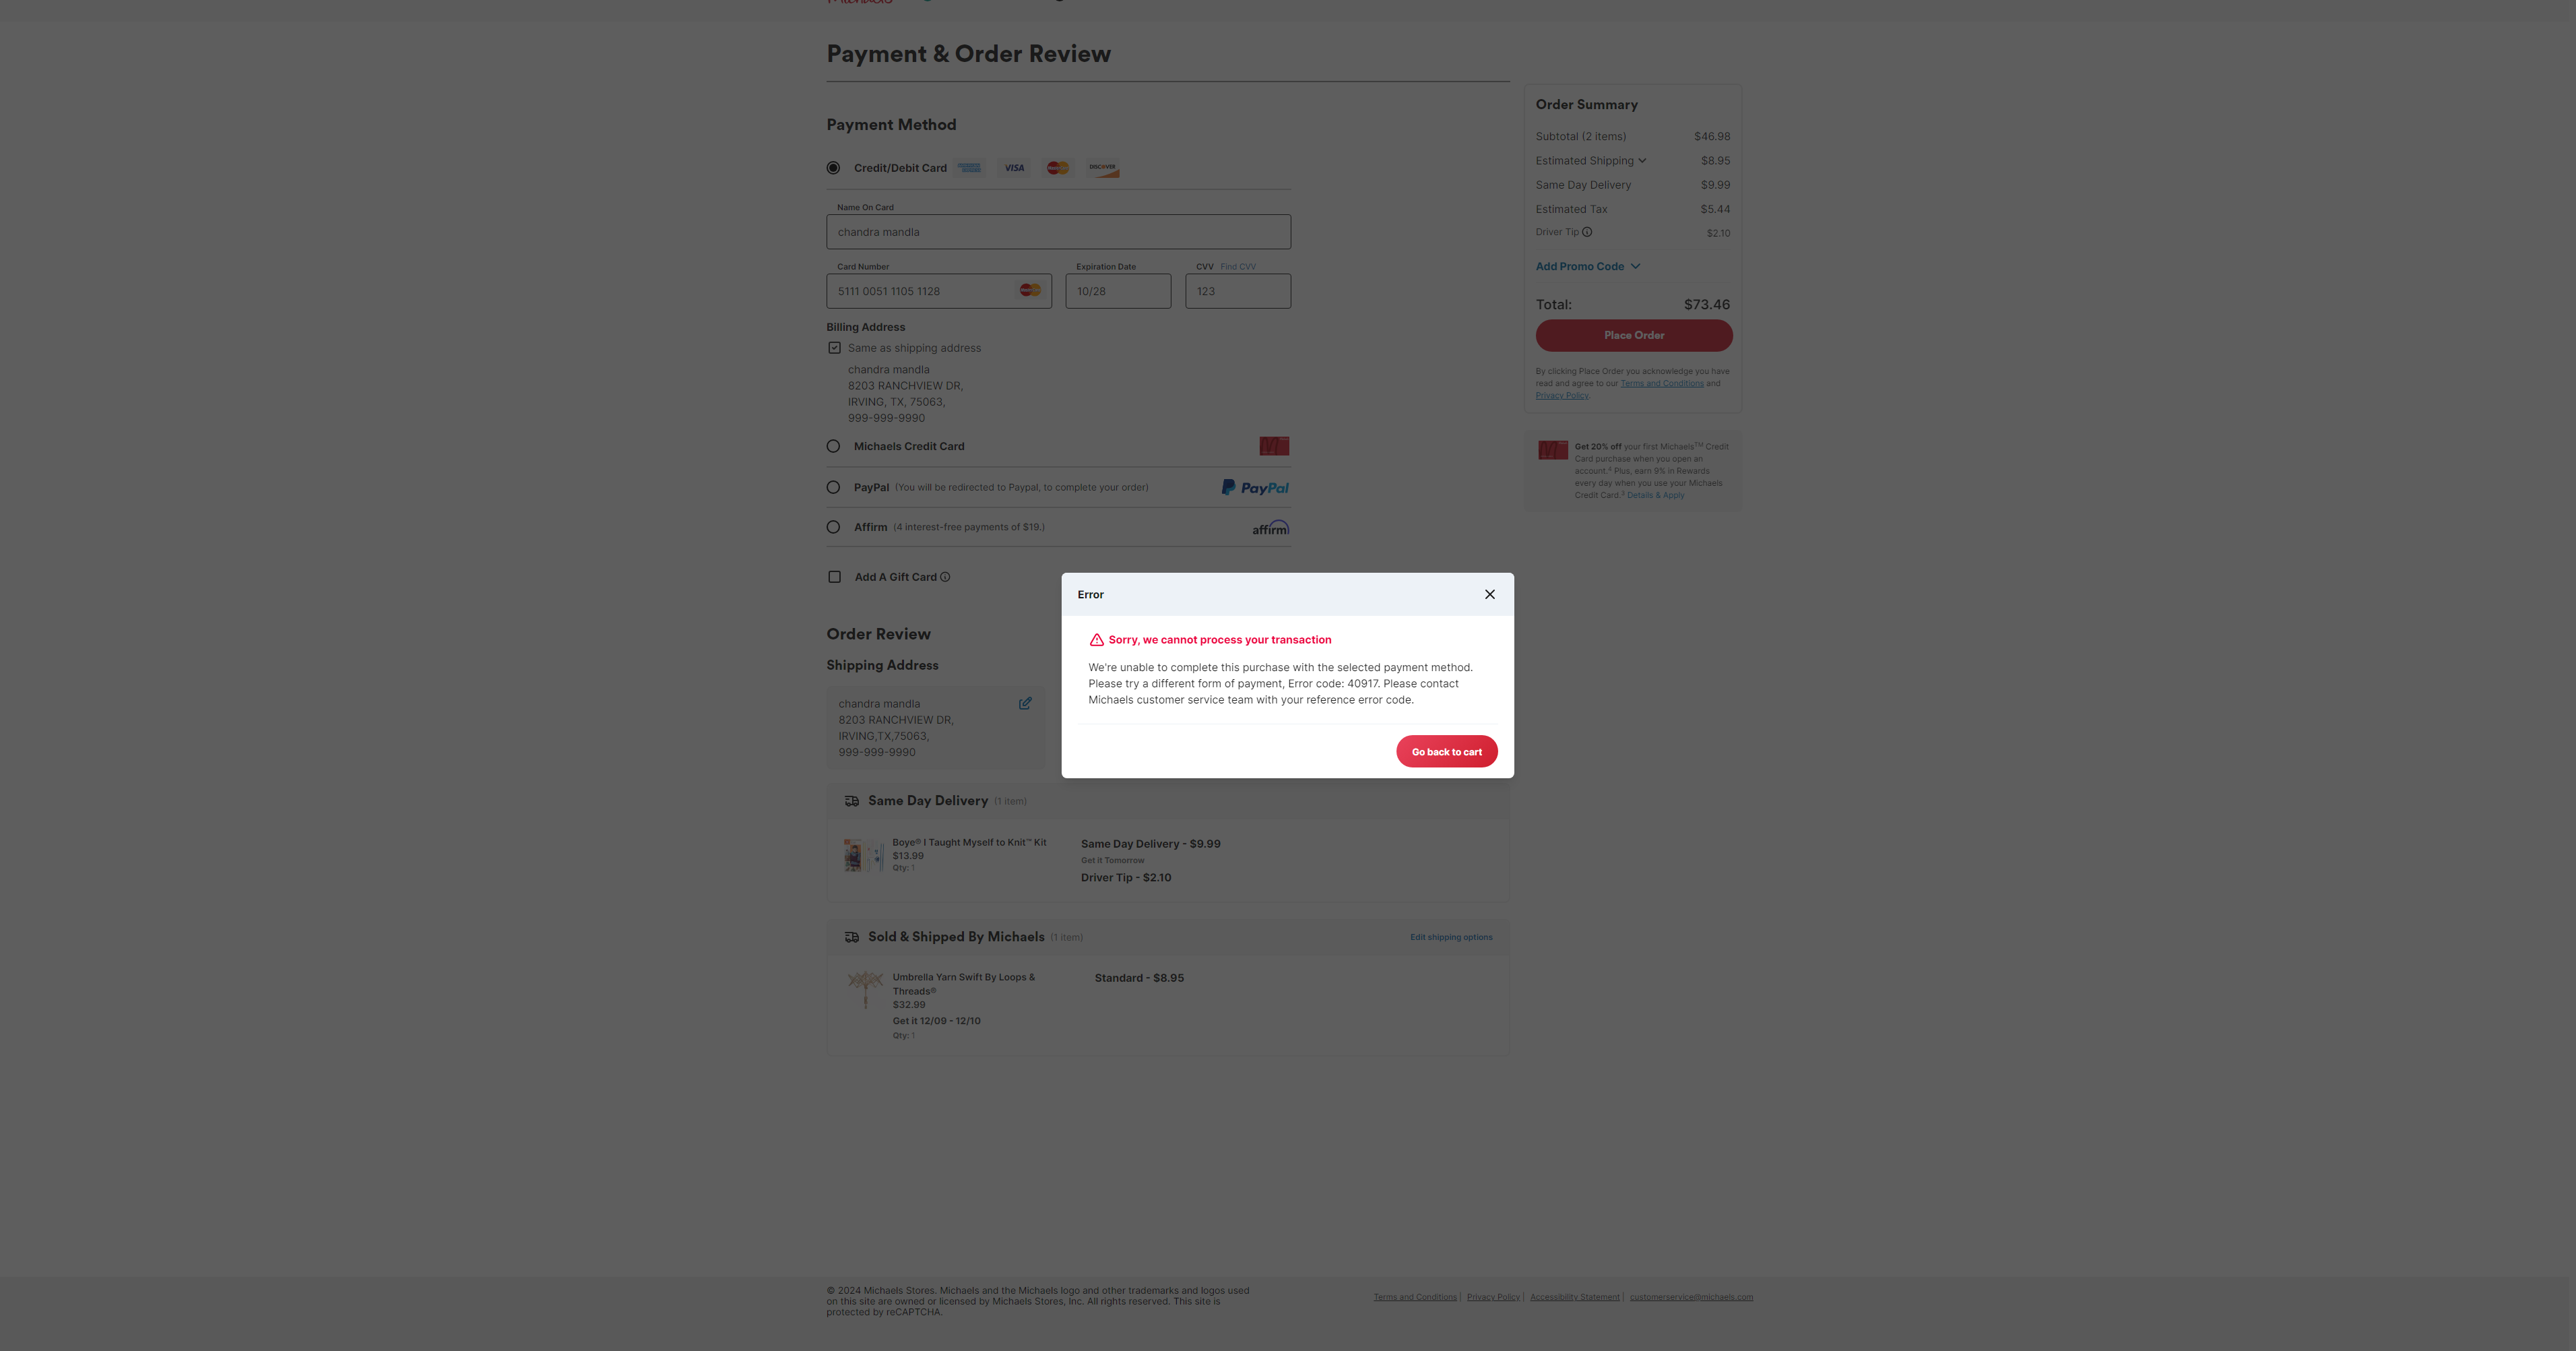 Michaels
Payment & Order Review
Payment Method
Credit/Debit Card VISA DISCOVER
Name On Card
chandra mandla
Card Number Expiration Date CVV Find CVV
5111 0051 1105 1128 10/28 123
Billing Address
Same as shipping address
chandra mandla
8203 RANCHVIEW DR,
IRVING, TX, 75063,
999-999-9990
Michaels Credit Card
PayPal (You will be redirected to Paypal, to complete your order) PayPal
Affirm (4 interest-free payments of $19.) affirm
Add A Gift Card
Order Summary
Subtotal (2 items) $46.98
Estimated Shipping $8.95
Same Day Delivery $9.99
Estimated Tax $5.44
Driver Tip $2.10
Add Promo Code
Total: $73.46
Place Order
By clicking Place Order you acknowledge you have
read and agree to our Terms and Conditions and
Privacy Policy.
Get 20% off your first Michaels™ Credit
Card purchase when you open an
account.⁴ Plus, earn 9% in Rewards
every day when you use your Michaels
Credit Card.³ Details & Apply
Error
Sorry, we cannot process your transaction
We're unable to complete this purchase with the selected payment method.
Please try a different form of payment, Error code: 40917. Please contact
Michaels customer service team with your reference error code.
Go back to cart
Order Review
Shipping Address
chandra mandla
8203 RANCHVIEW DR,
IRVING,TX,75063,
999-999-9990
Same Day Delivery (1 item)
Boye® I Taught Myself to Knit™ Kit
$13.99
Qty: 1
Same Day Delivery - $9.99
Get it Tomorrow
Driver Tip - $2.10
Sold & Shipped By Michaels (1 item) Edit shipping options
Umbrella Yarn Swift By Loops &
Threads®
$32.99
Get it 12/09 - 12/10
Qty: 1
Standard - $8.95
© 2024 Michaels Stores. Michaels and the Michaels logo and other trademarks and logos used
on this site are owned or licensed by Michaels Stores, Inc. All rights reserved. This site is
protected by reCAPTCHA.
Terms and Conditions | Privacy Policy | Accessibility Statement | customerservice@michaels.com